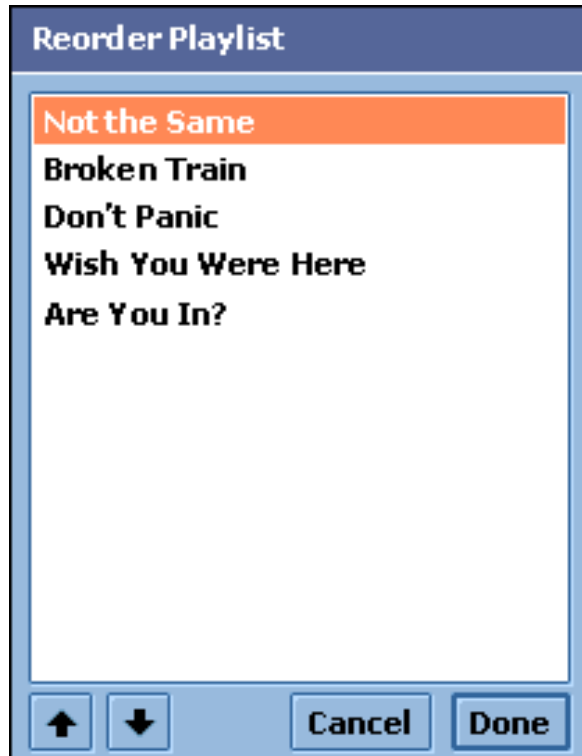 Reorder Playlist
Not the Same
Broken Train
Don't Panic
Wish You Were Here
Are You In?
Cancel Done